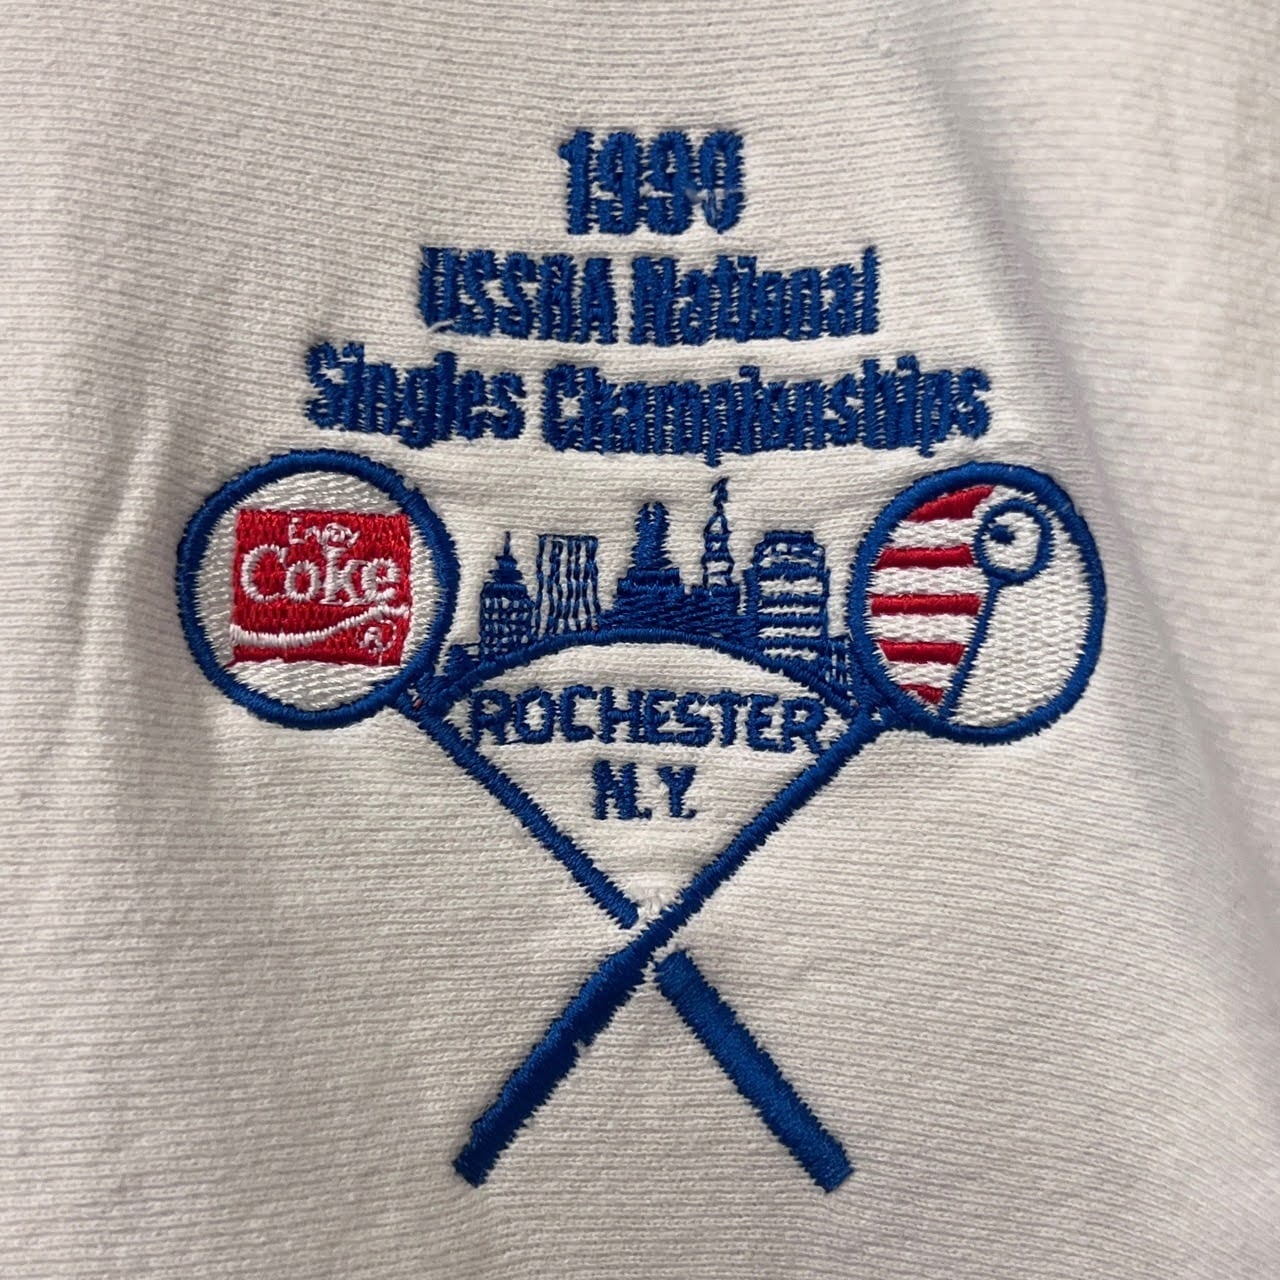 1990
USSRA National
Singles Championships
Enjoy
Coke
®
ROCHESTER
N.Y.